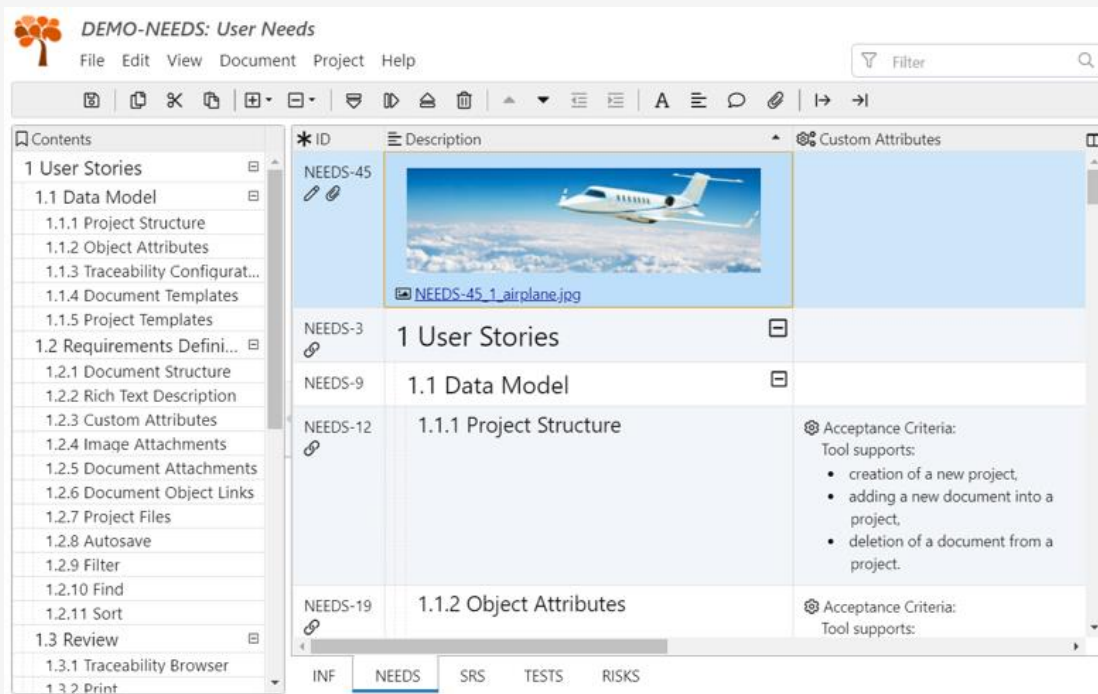 DEMO-NEEDS: User Needs
File Edit View Document Project Help
Filter
Contents
1 User Stories
1.1 Data Model
1.1.1 Project Structure
1.1.2 Object Attributes
1.1.3 Traceability Configurat...
1.1.4 Document Templates
1.1.5 Project Templates
1.2 Requirements Defini...
1.2.1 Document Structure
1.2.2 Rich Text Description
1.2.3 Custom Attributes
1.2.4 Image Attachments
1.2.5 Document Attachments
1.2.6 Document Object Links
1.2.7 Project Files
1.2.8 Autosave
1.2.9 Filter
1.2.10 Find
1.2.11 Sort
1.3 Review
1.3.1 Traceability Browser
1.3.2 Print
ID Description Custom Attributes
NEEDS-45
NEEDS-45_1_airplane.jpg
NEEDS-3 1 User Stories
NEEDS-9 1.1 Data Model
NEEDS-12 1.1.1 Project Structure
Acceptance Criteria:
Tool supports:
• creation of a new project,
• adding a new document into a
project,
• deletion of a document from a
project.
NEEDS-19 1.1.2 Object Attributes
Acceptance Criteria:
Tool supports:
INF NEEDS SRS TESTS RISKS